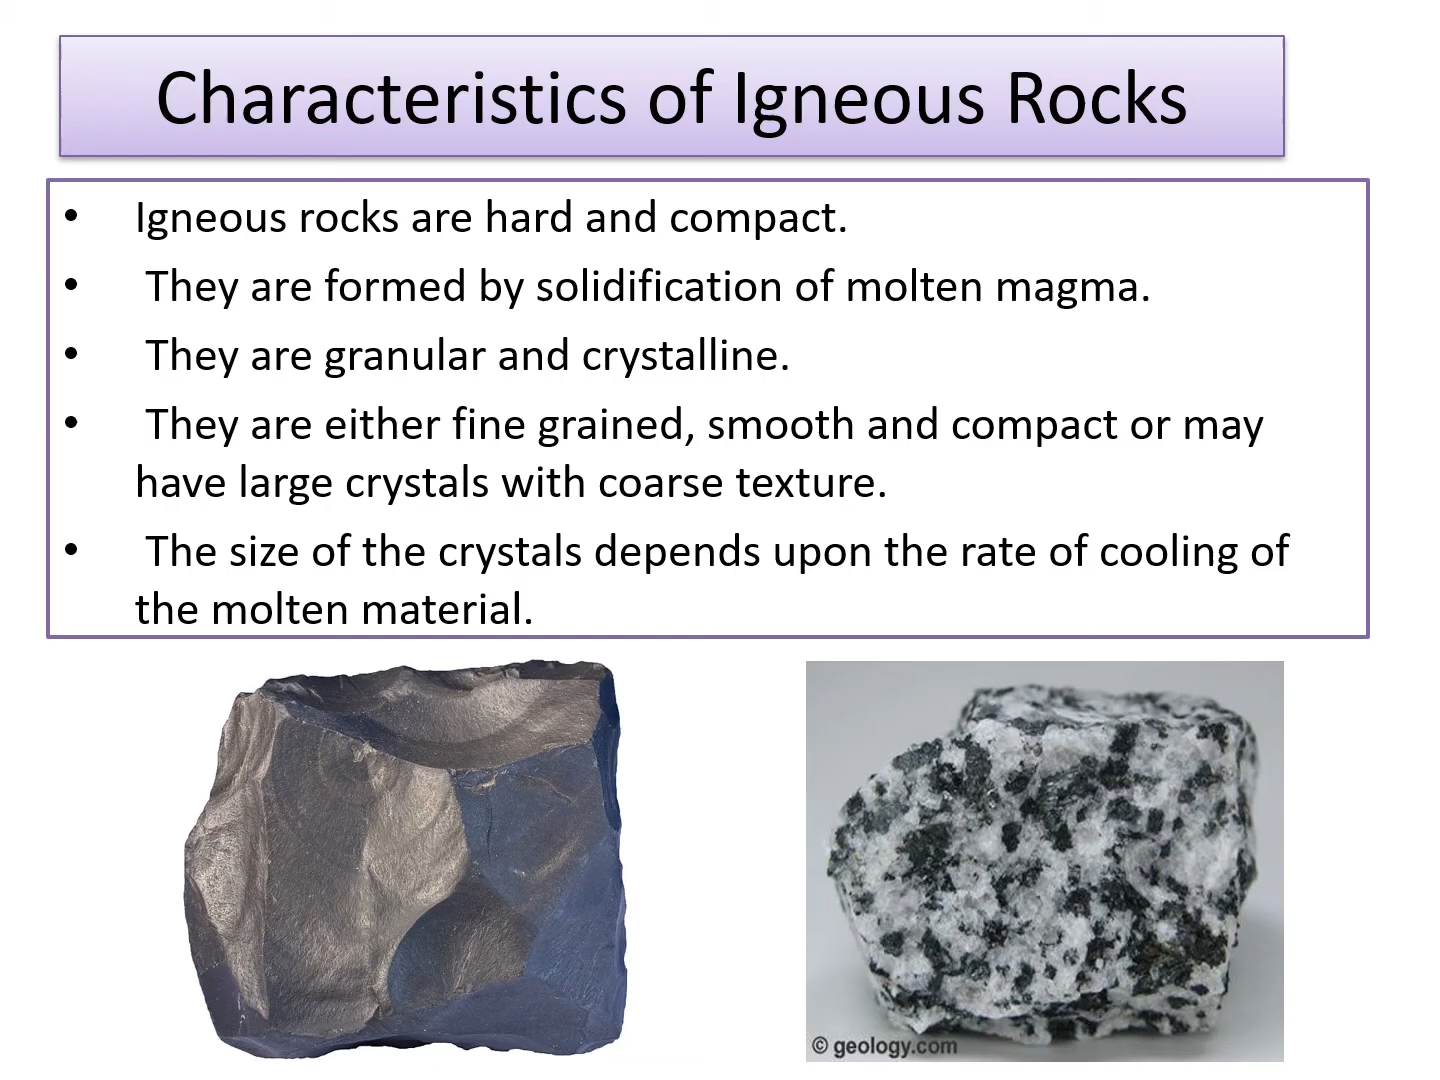 Characteristics of Igneous Rocks
• Igneous rocks are hard and compact.
• They are formed by solidification of molten magma.
• They are granular and crystalline.
• They are either fine grained, smooth and compact or may
have large crystals with coarse texture.
• The size of the crystals depends upon the rate of cooling of
the molten material.
© geology.com